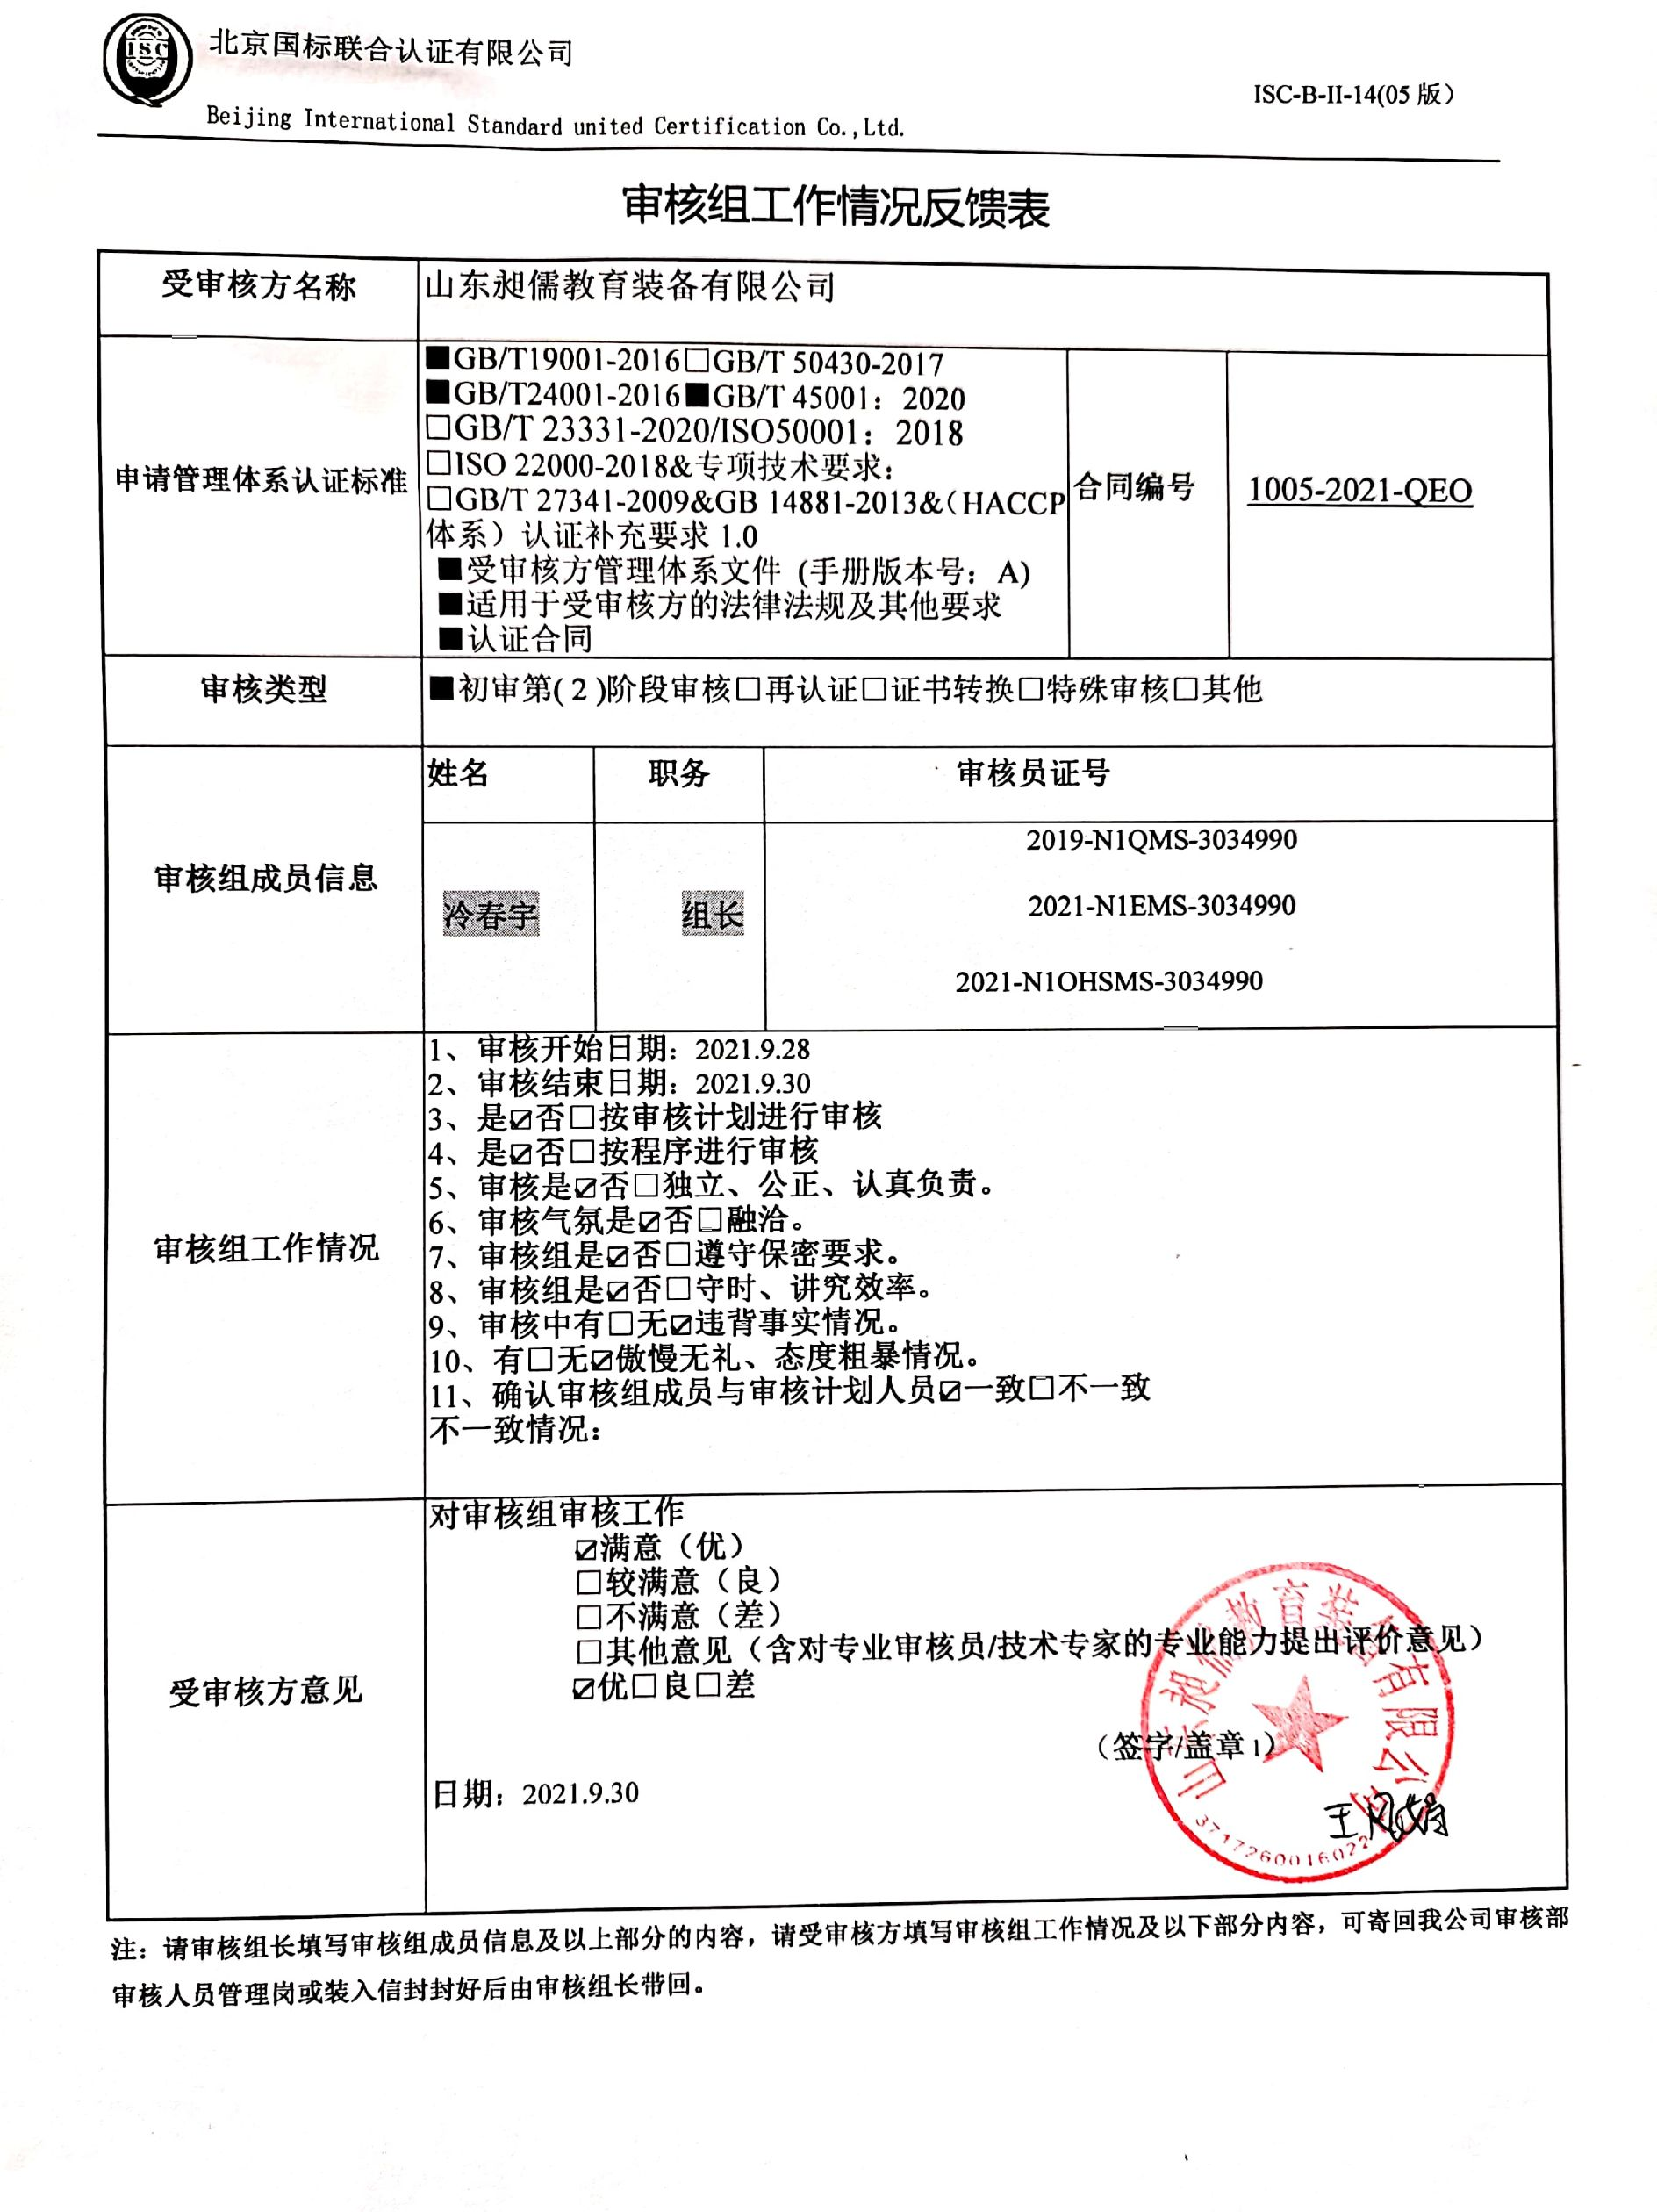 ISC
北京国标联合认证有限公司
ISC-B-II-14(05 版)
Beijing International Standard united Certification Co.,Ltd.
审核组工作情况反馈表
受审核方名称
山东昶儒教育装备有限公司
申请管理体系认证标准
■GB/T19001-2016□GB/T 50430-2017
■GB/T24001-2016■GB/T 45001：2020
□GB/T 23331-2020/ISO50001：2018
□ISO 22000-2018&专项技术要求:
□GB/T 27341-2009&GB 14881-2013&(HACCP
体系）认证补充要求 1.0
■受审核方管理体系文件 (手册版本号：A)
■适用于受审核方的法律法规及其他要求
■认证合同
合同编号
1005-2021-QEO
审核类型
■初审第( 2 )阶段审核□再认证□证书转换□特殊审核□其他
审核组成员信息
姓名 职务 审核员证号
冷春宇 组长
2019-N1QMS-3034990
2021-N1EMS-3034990
2021-N1OHSMS-3034990
审核组工作情况
1、审核开始日期：2021.9.28
2、审核结束日期：2021.9.30
3、是☑否□按审核计划进行审核
4、是☑否□按程序进行审核
5、审核是☑否□独立、公正、认真负责。
6、审核气氛是☑否□融洽。
7、审核组是☑否□遵守保密要求。
8、审核组是☑否□守时、讲究效率。
9、审核中有□无☑违背事实情况。
10、有□无☑傲慢无礼、态度粗暴情况。
11、确认审核组成员与审核计划人员☑一致□不一致
不一致情况：
受审核方意见
对审核组审核工作
☑满意（优）
□较满意（良）
□不满意（差）
□其他意见（含对专业审核员/技术专家的专业能力提出评价意见）
☑优□良□差
（签字/盖章1）
日期：2021.9.30
山东昶儒教育装备有限公司
3717260016022
注：请审核组长填写审核组成员信息及以上部分的内容，请受审核方填写审核组工作情况及以下部分内容，可寄回我公司审核部
审核人员管理岗或装入信封封好后由审核组长带回。